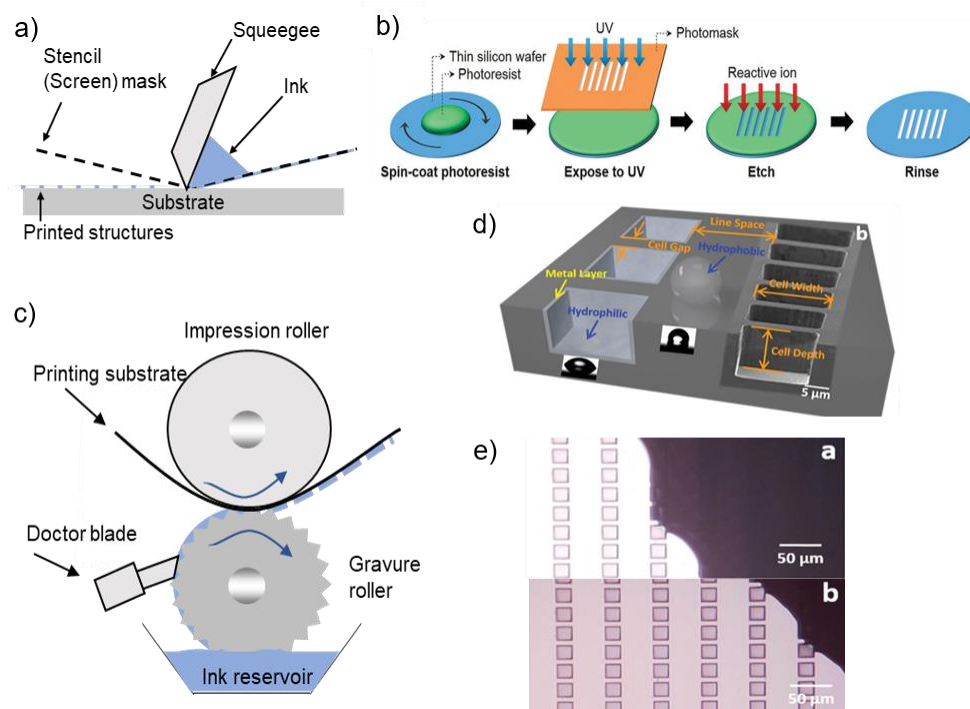 a)
Squeegee
Stencil
(Screen) mask
Ink
Substrate
Printed structures
b)
UV
Photomask
Thin silicon wafer
Photoresist
Reactive ion
Spin-coat photoresist
Expose to UV
Etch
Rinse
c)
Impression roller
Printing substrate
Doctor blade
Gravure
roller
Ink reservoir
d)
Line Space
b
Cell Gap
Hydrophobic
Metal Layer
Cell Width
Hydrophilic
Cell Depth
5 µm
e)
a
50 µm
b
50 µm